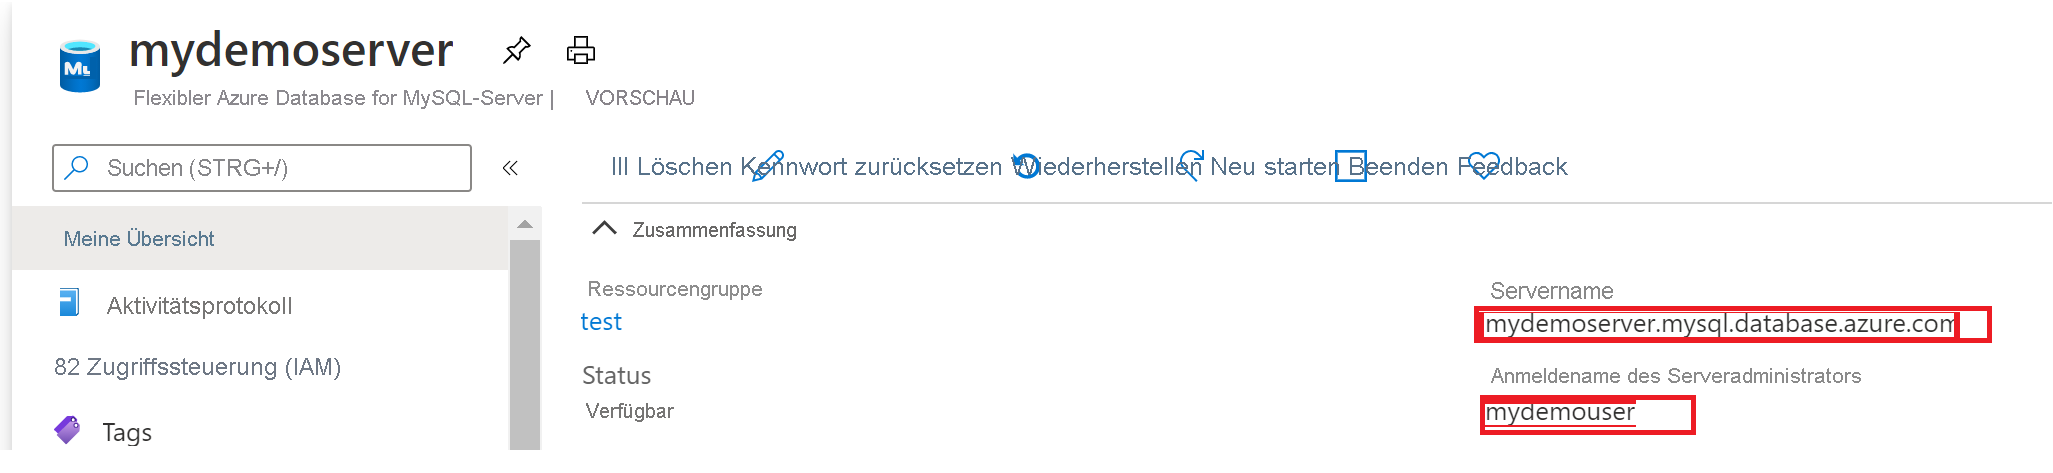 mydemoserver
Flexibler Azure Database for MySQL-Server | VORSCHAU
Suchen (STRG+/)
III Löschen Kennwort zurücksetzen Wiederherstellen Neu starten Beenden Feedback
Meine Übersicht
Aktivitätsprotokoll
82 Zugriffssteuerung (IAM)
Tags
Zusammenfassung
Ressourcengruppe
test
Status
Verfügbar
Servername
mydemoserver.mysql.database.azure.com
Anmeldename des Serveradministrators
mydemouser